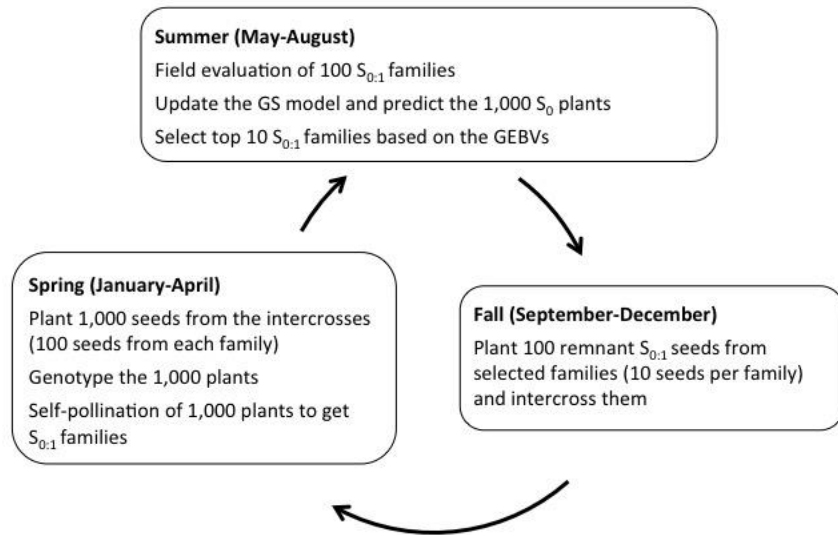 Summer (May-August)
Field evaluation of 100 S0:1 families
Update the GS model and predict the 1,000 S0 plants
Select top 10 S0:1 families based on the GEBVs
Spring (January-April)
Plant 1,000 seeds from the intercrosses
(100 seeds from each family)
Genotype the 1,000 plants
Self-pollination of 1,000 plants to get
S0:1 families
Fall (September-December)
Plant 100 remnant S0:1 seeds from
selected families (10 seeds per family)
and intercross them